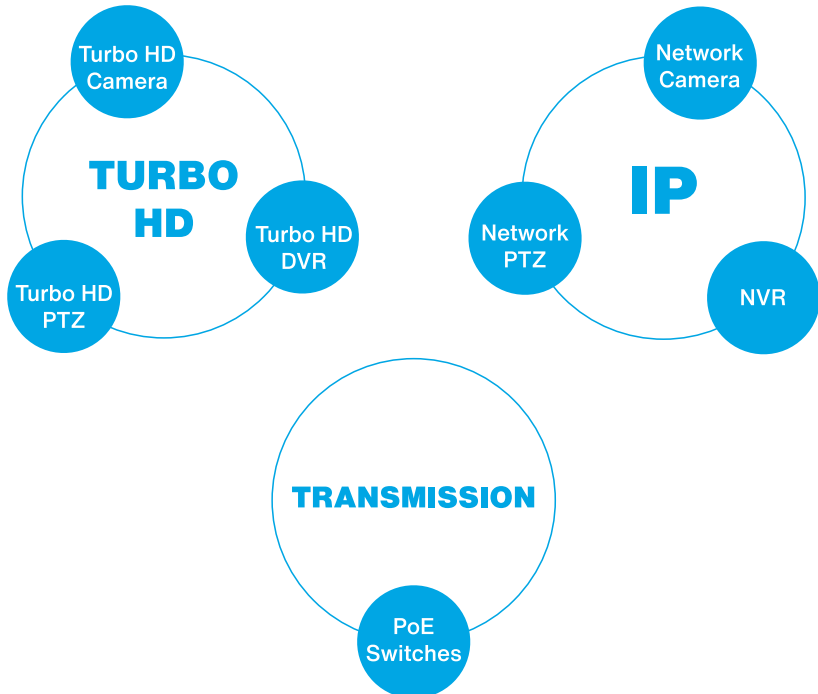 Turbo HD
Camera
TURBO
HD
Turbo HD
DVR
Turbo HD
PTZ
Network
Camera
IP
Network
PTZ
NVR
TRANSMISSION
PoE
Switches